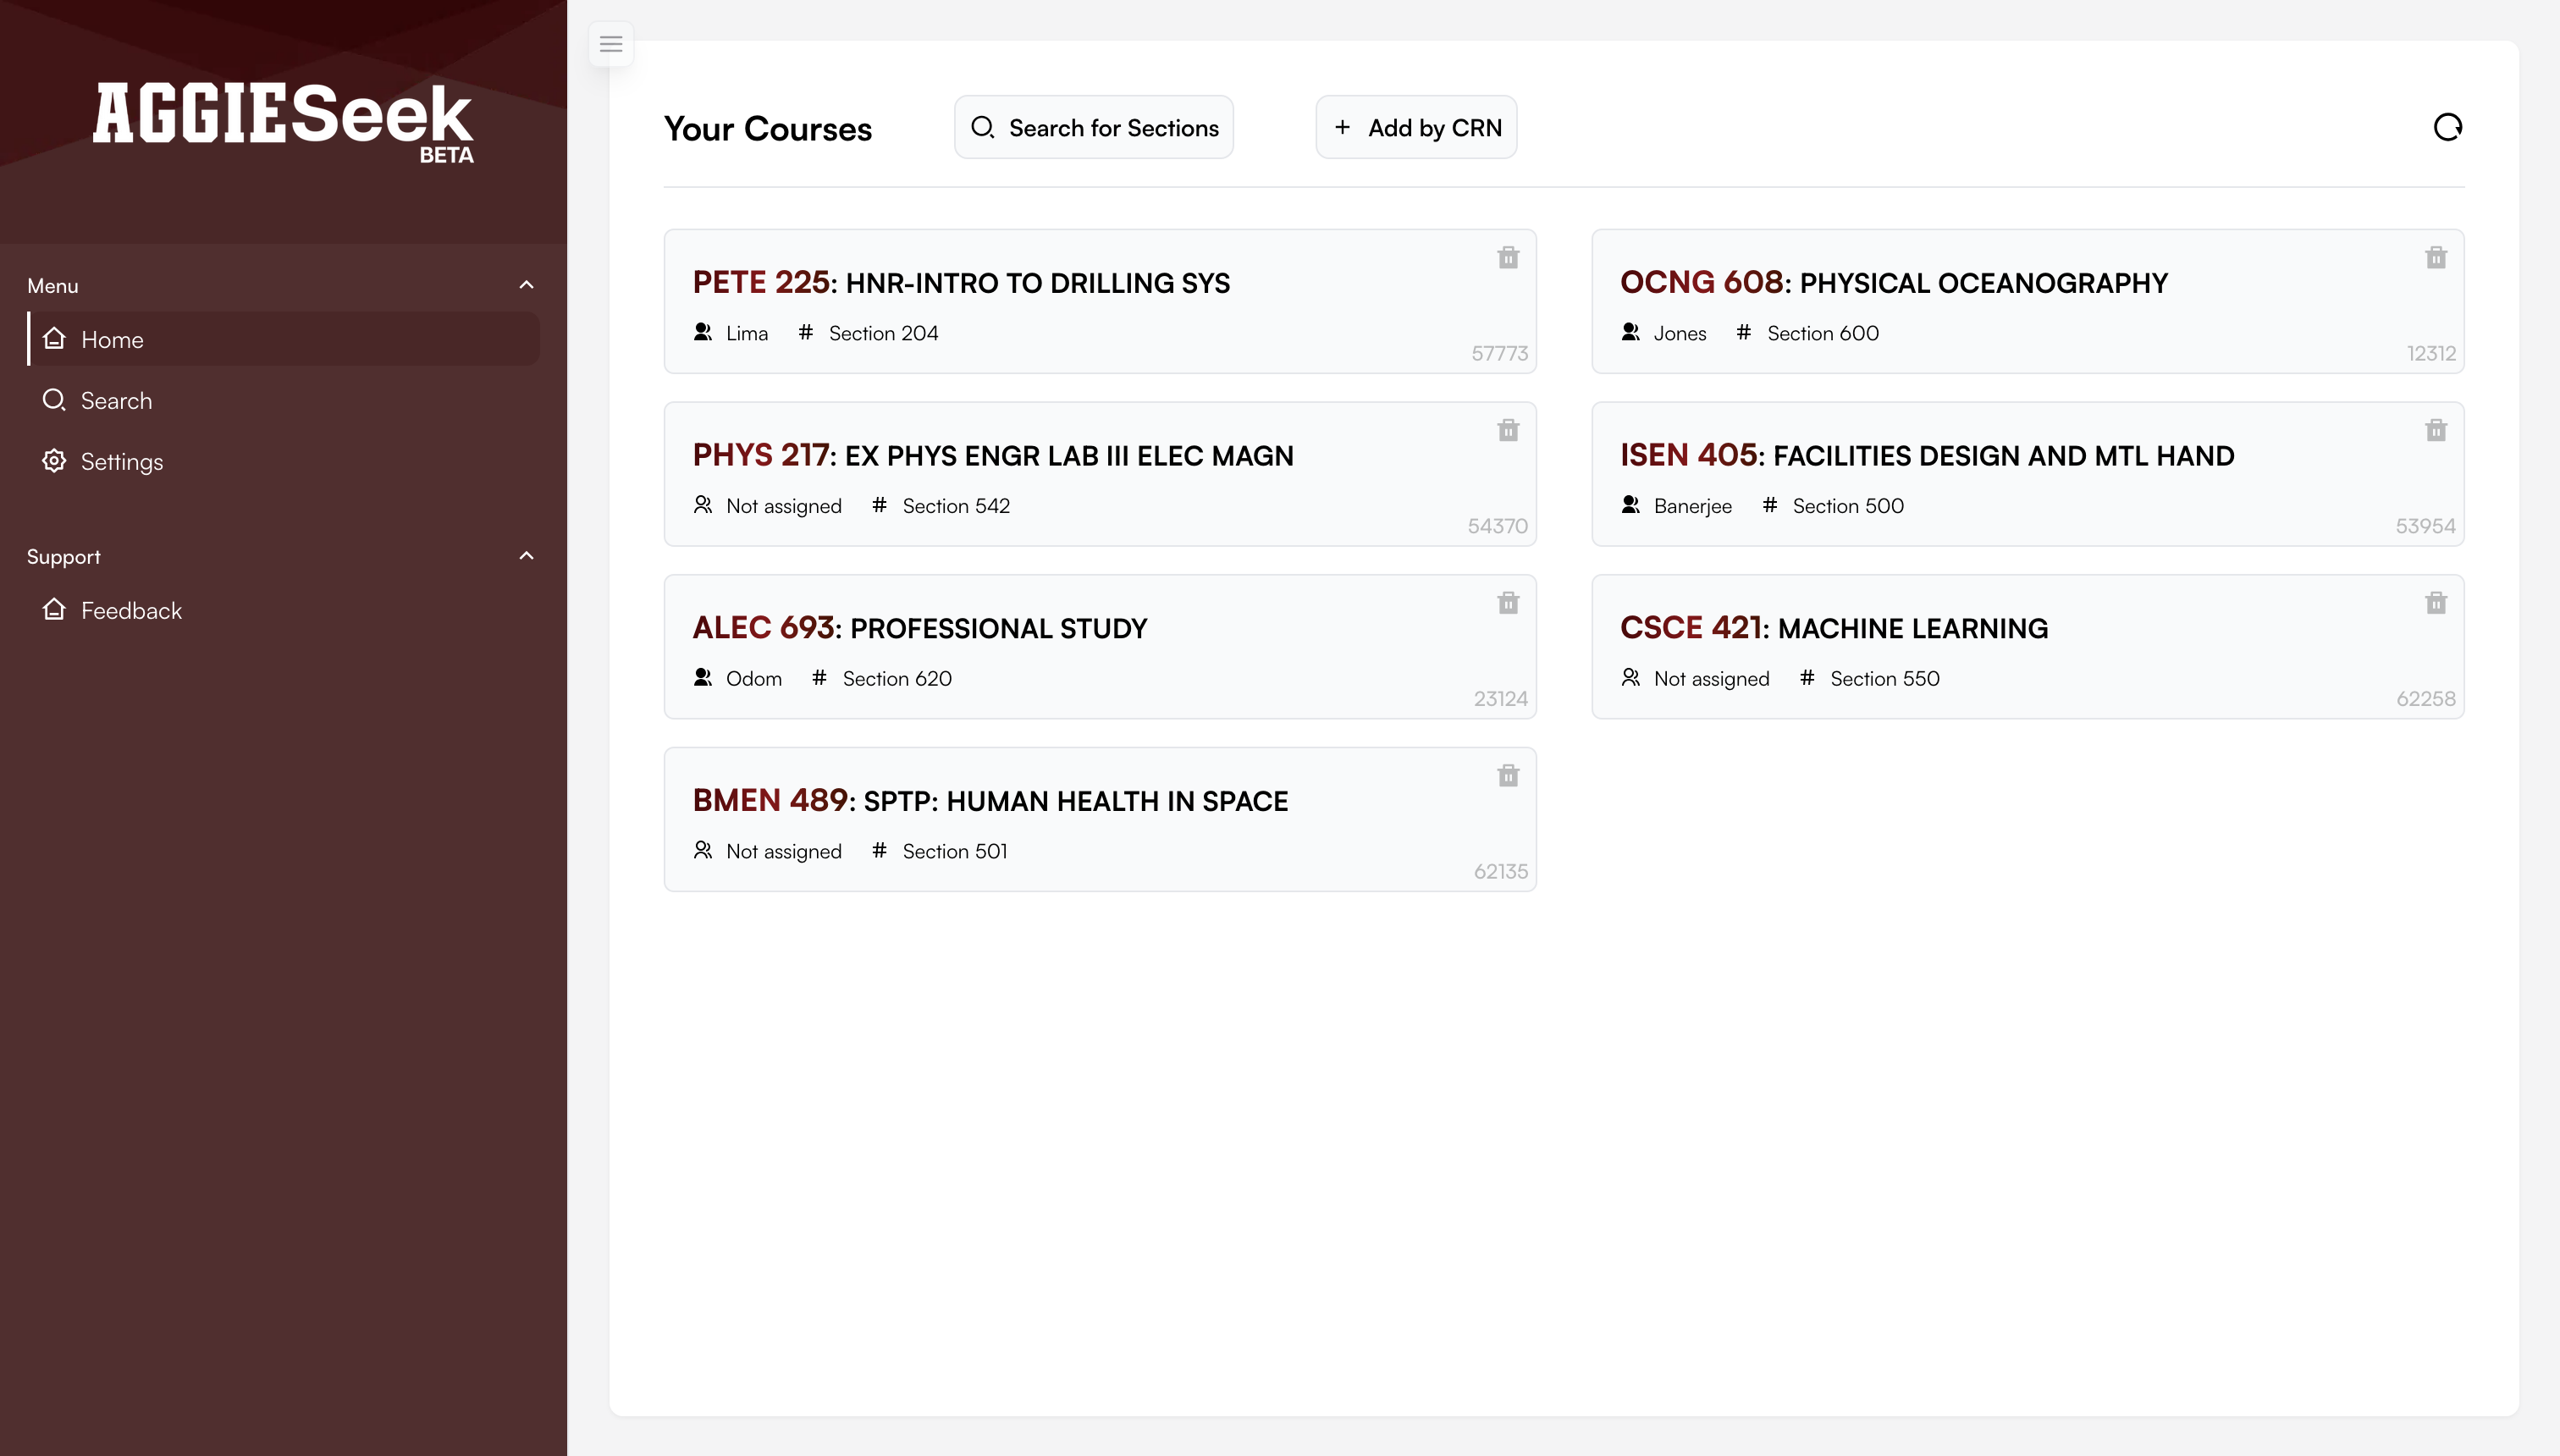 AGGIESeek
BETA
Menu
Home
Search
Settings
Support
Feedback
Your Courses
Search for Sections
+ Add by CRN
PETE 225: HNR-INTRO TO DRILLING SYS
Lima # Section 204
57773
OCNG 608: PHYSICAL OCEANOGRAPHY
Jones # Section 600
12312
PHYS 217: EX PHYS ENGR LAB III ELEC MAGN
Not assigned # Section 542
54370
ISEN 405: FACILITIES DESIGN AND MTL HAND
Banerjee # Section 500
53954
ALEC 693: PROFESSIONAL STUDY
Odom # Section 620
23124
CSCE 421: MACHINE LEARNING
Not assigned # Section 550
62258
BMEN 489: SPTP: HUMAN HEALTH IN SPACE
Not assigned # Section 501
62135